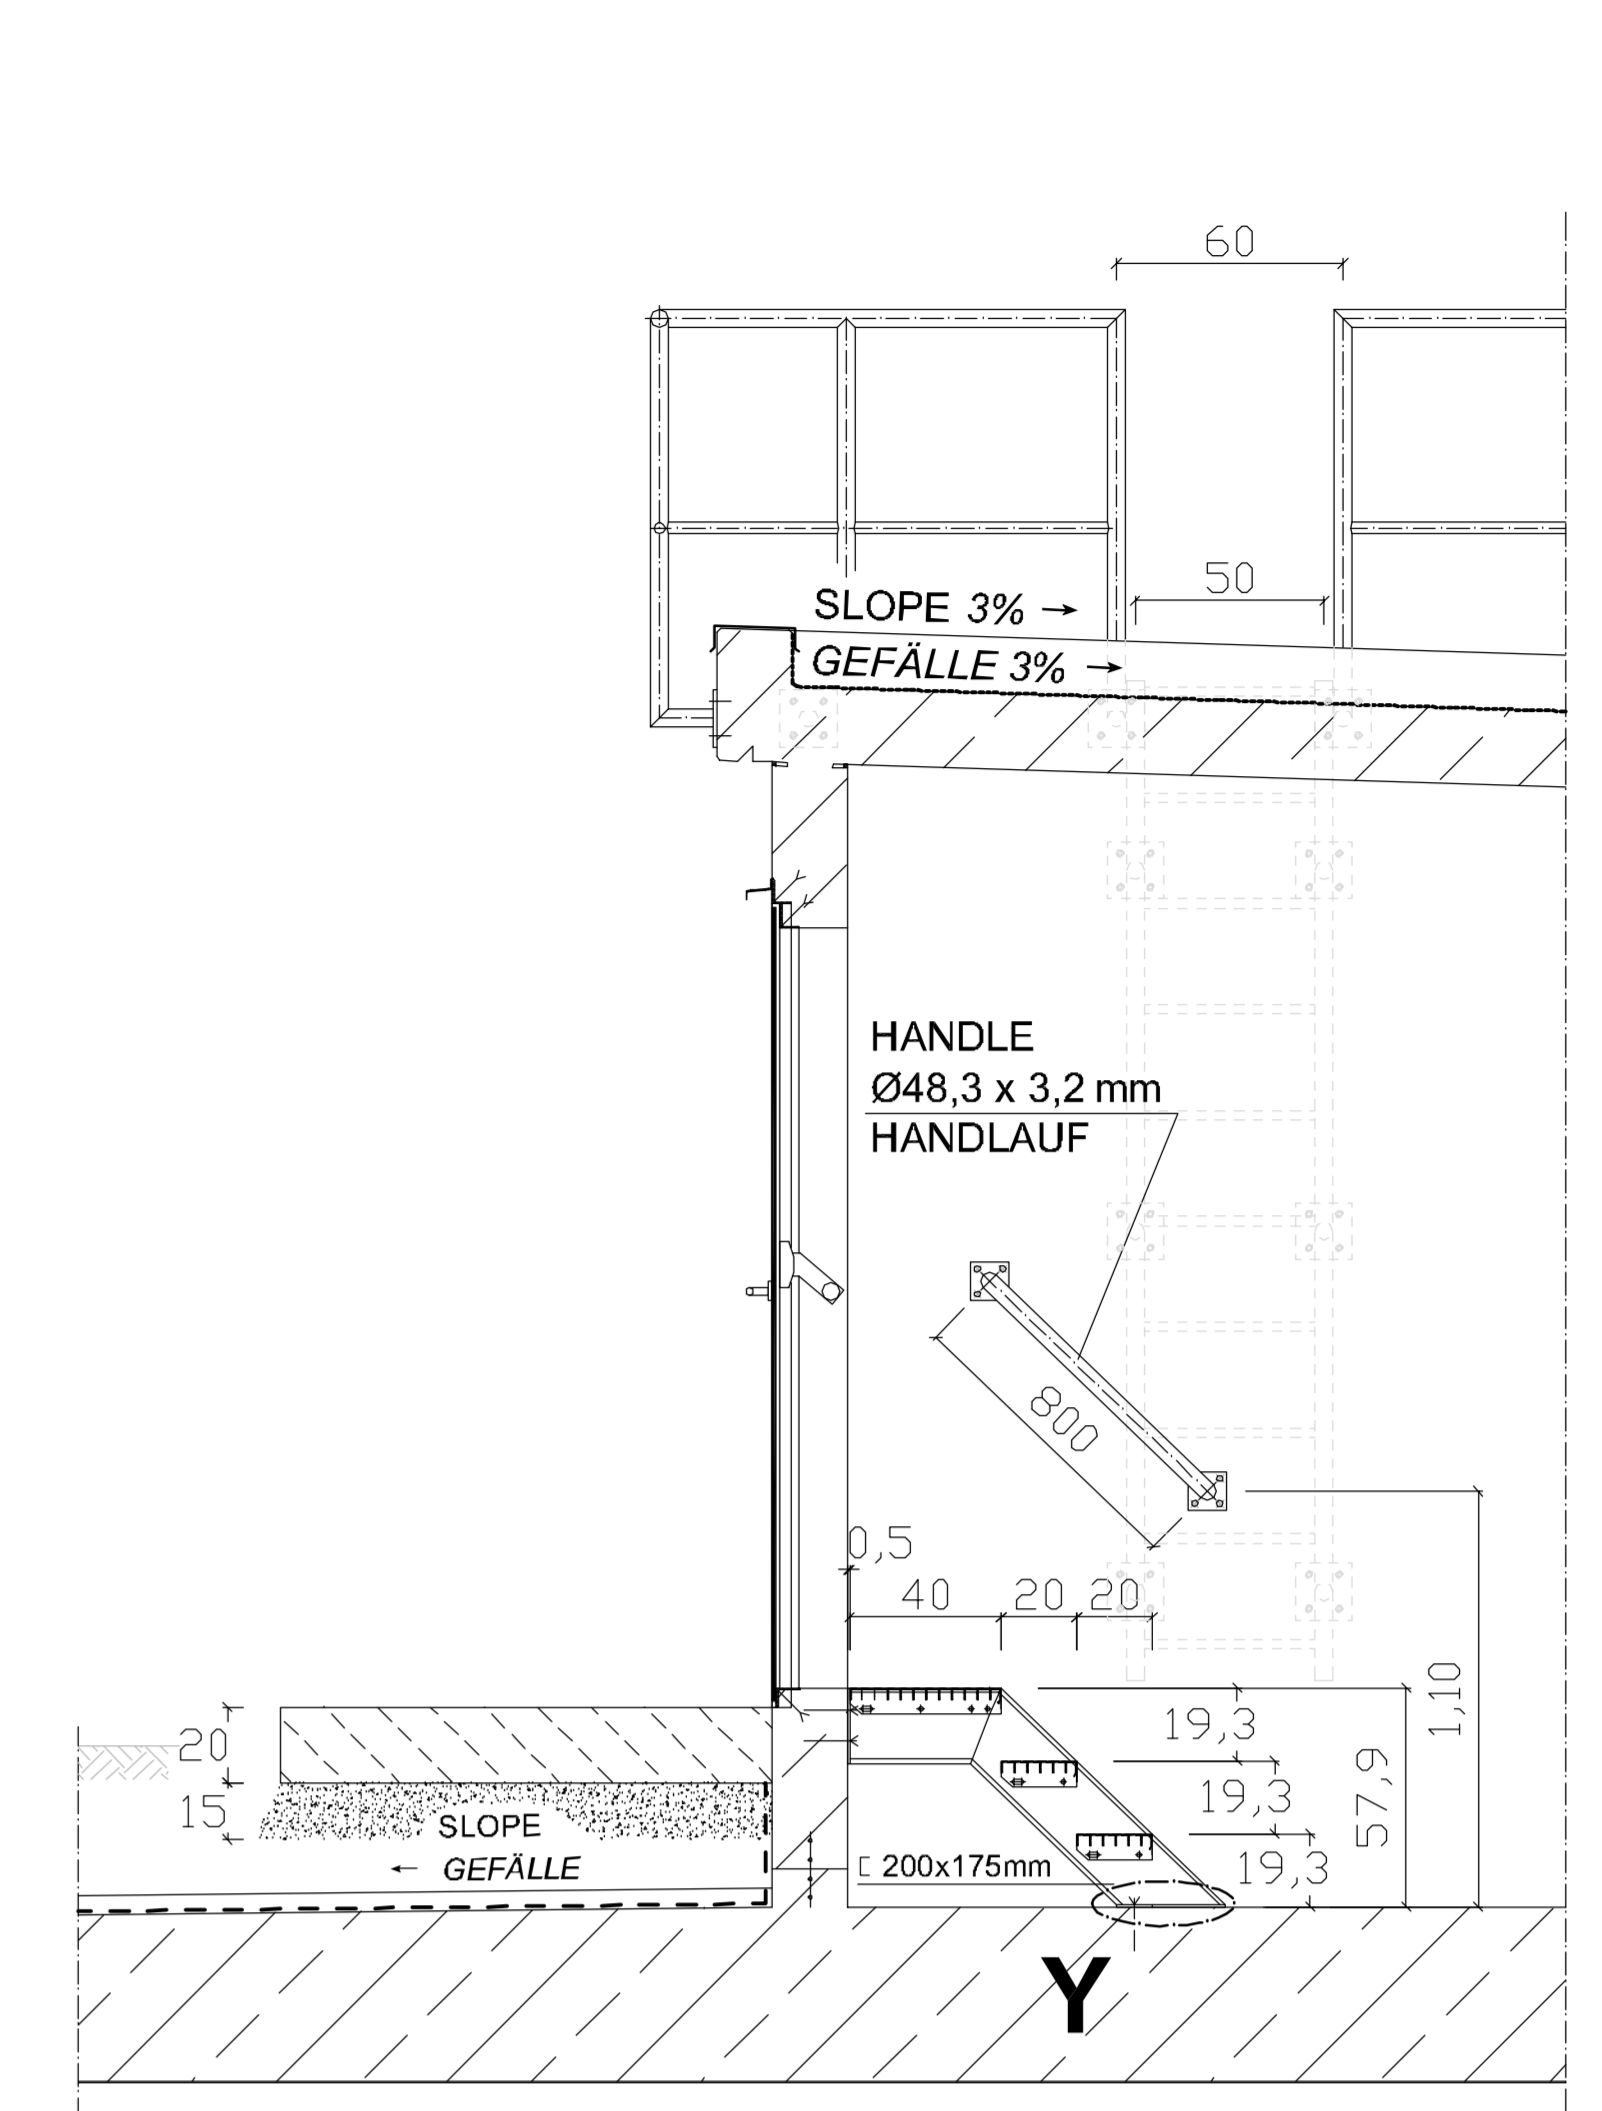 60
50
SLOPE 3% →
GEFÄLLE 3% →
HANDLE
Ø48,3 x 3,2 mm
HANDLAUF
800
0,5
40 20 20
20
15
19,3
19,3
19,3
57,9
1,10
SLOPE
← GEFÄLLE
200x175mm
Y